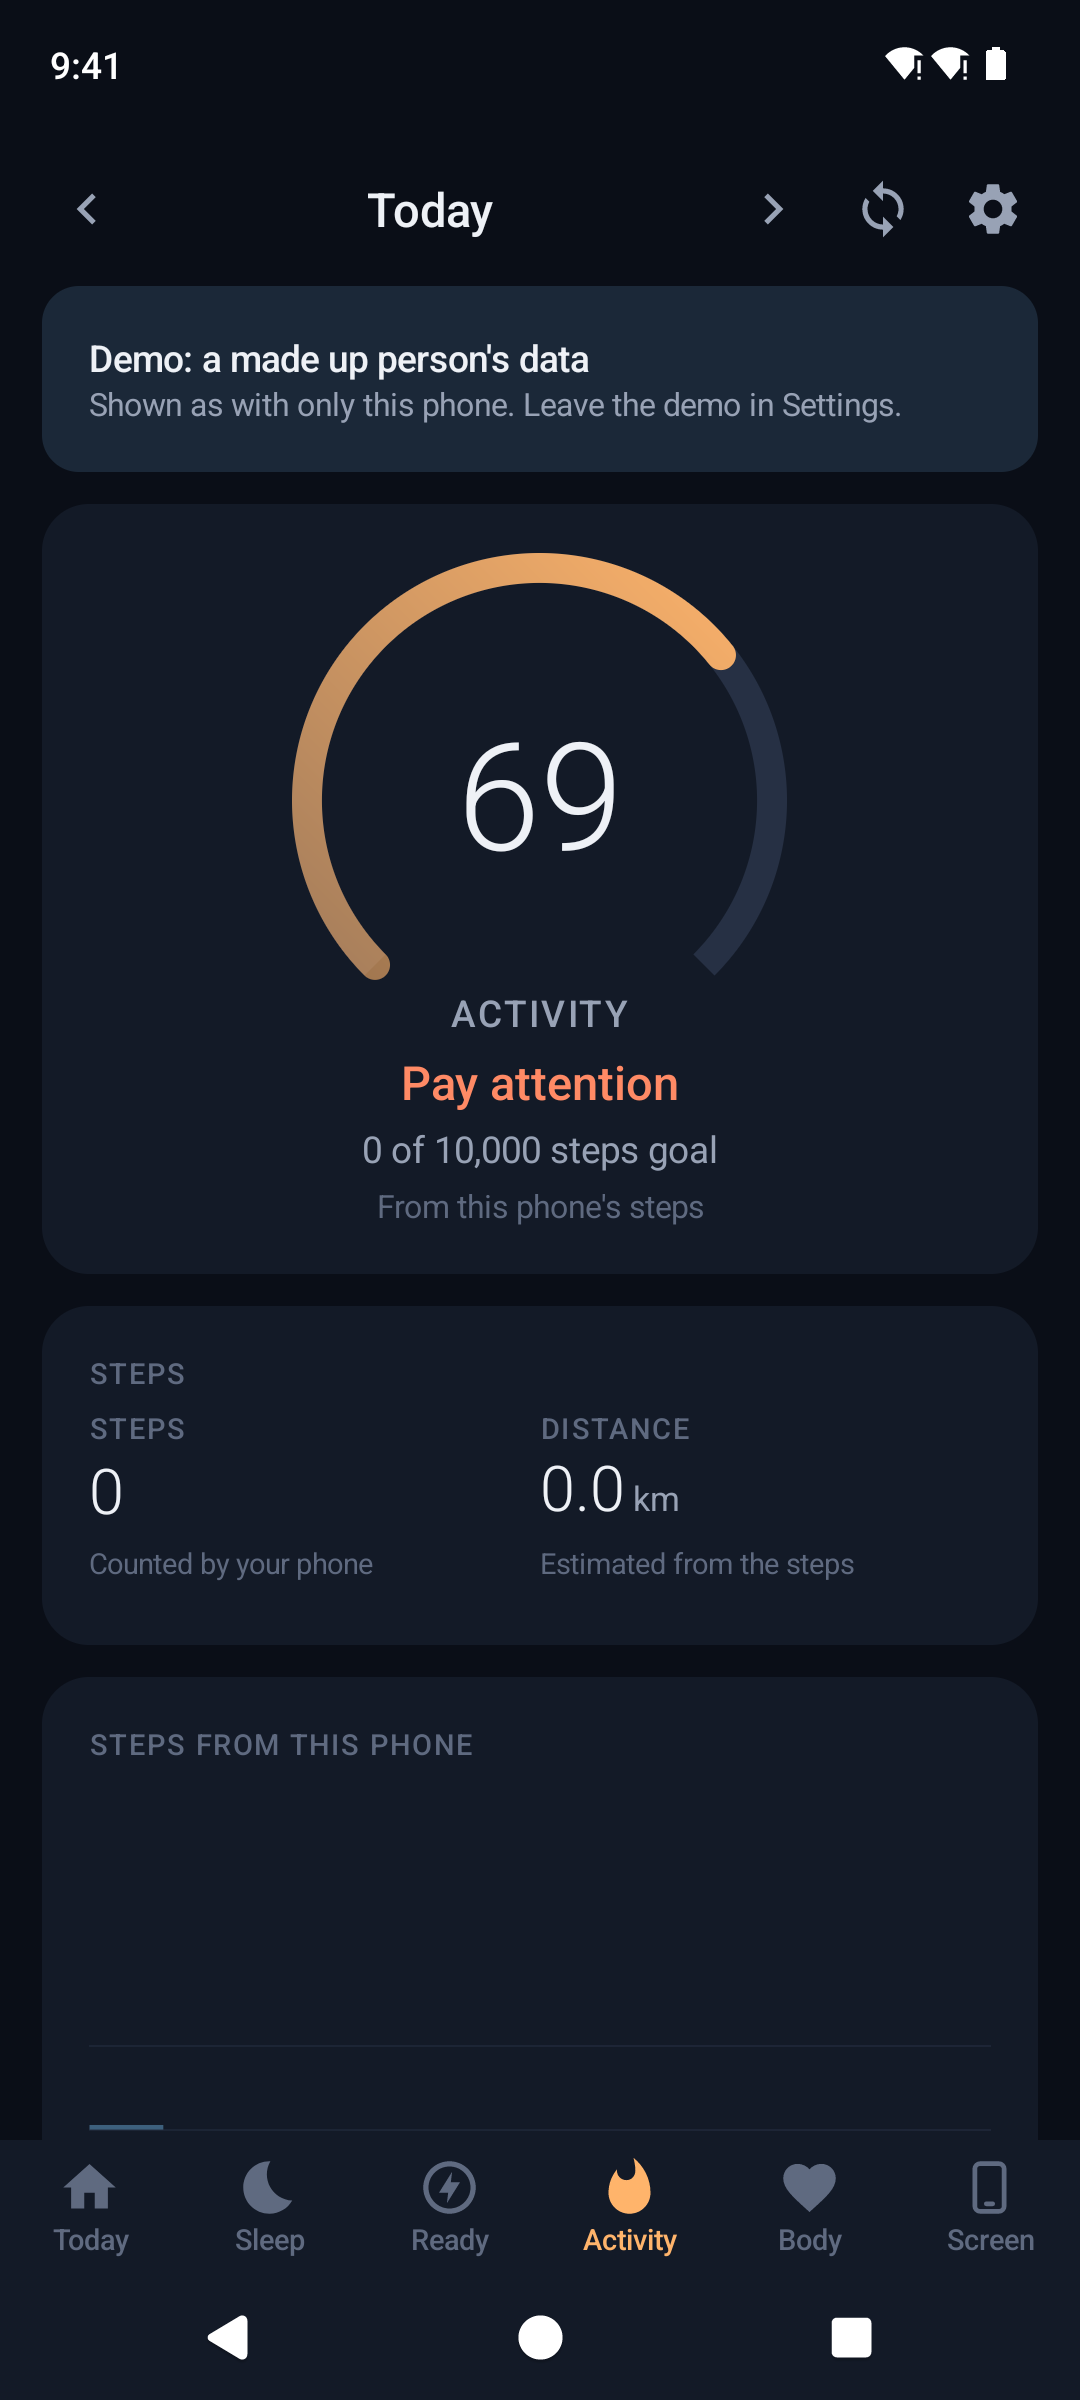 9:41
Today
Demo: a made up person's data
Shown as with only this phone. Leave the demo in Settings.
69
ACTIVITY
Pay attention
0 of 10,000 steps goal
From this phone's steps
STEPS
STEPS
DISTANCE
0
0.0 km
Counted by your phone
Estimated from the steps
STEPS FROM THIS PHONE
Today
Sleep
Ready
Activity
Body
Screen